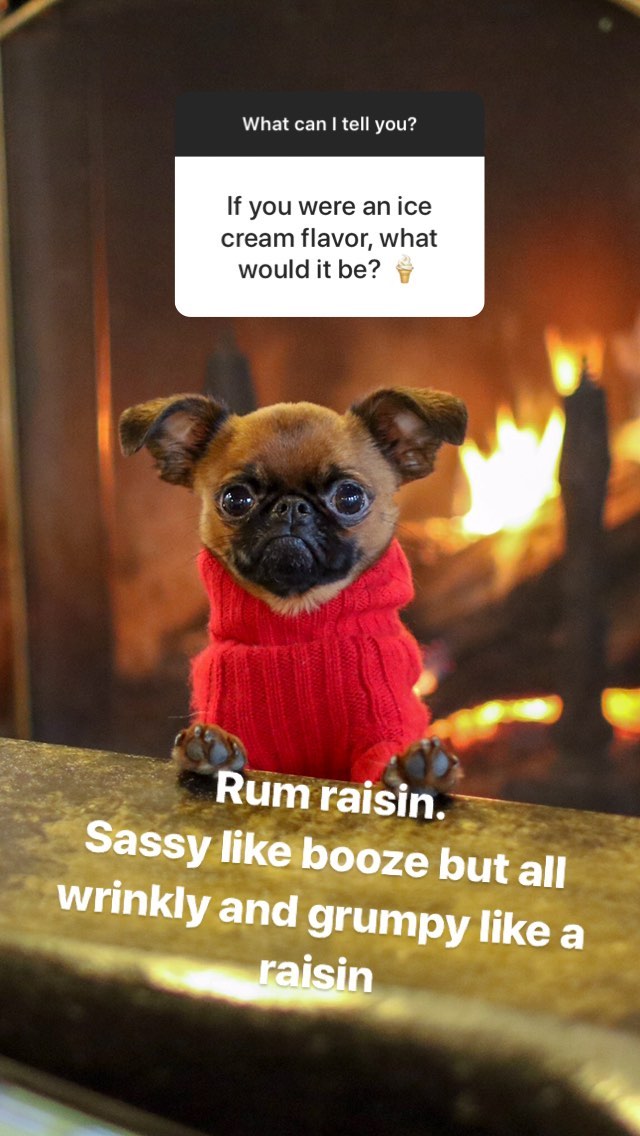 What can I tell you?
If you were an ice
cream flavor, what
would it be? 🍦
Rum raisin.
Sassy like booze but all
wrinkly and grumpy like a
raisin